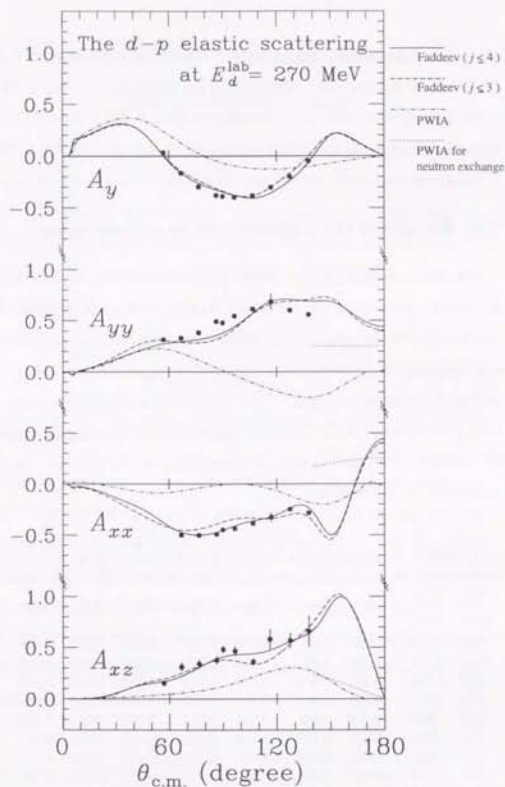 The d-p elastic scattering
at E_d^lab = 270 MeV
Faddeev (j≤4)
Faddeev (j≤3)
PWIA
PWIA for
neutron exchange
1.0
0.5
0.0
−0.5
A_y
1.0
0.5
0.0
A_yy
0.5
0.0
−0.5
A_xx
1.0
0.5
0.0
A_xz
0 60 120 180
θ_c.m. (degree)